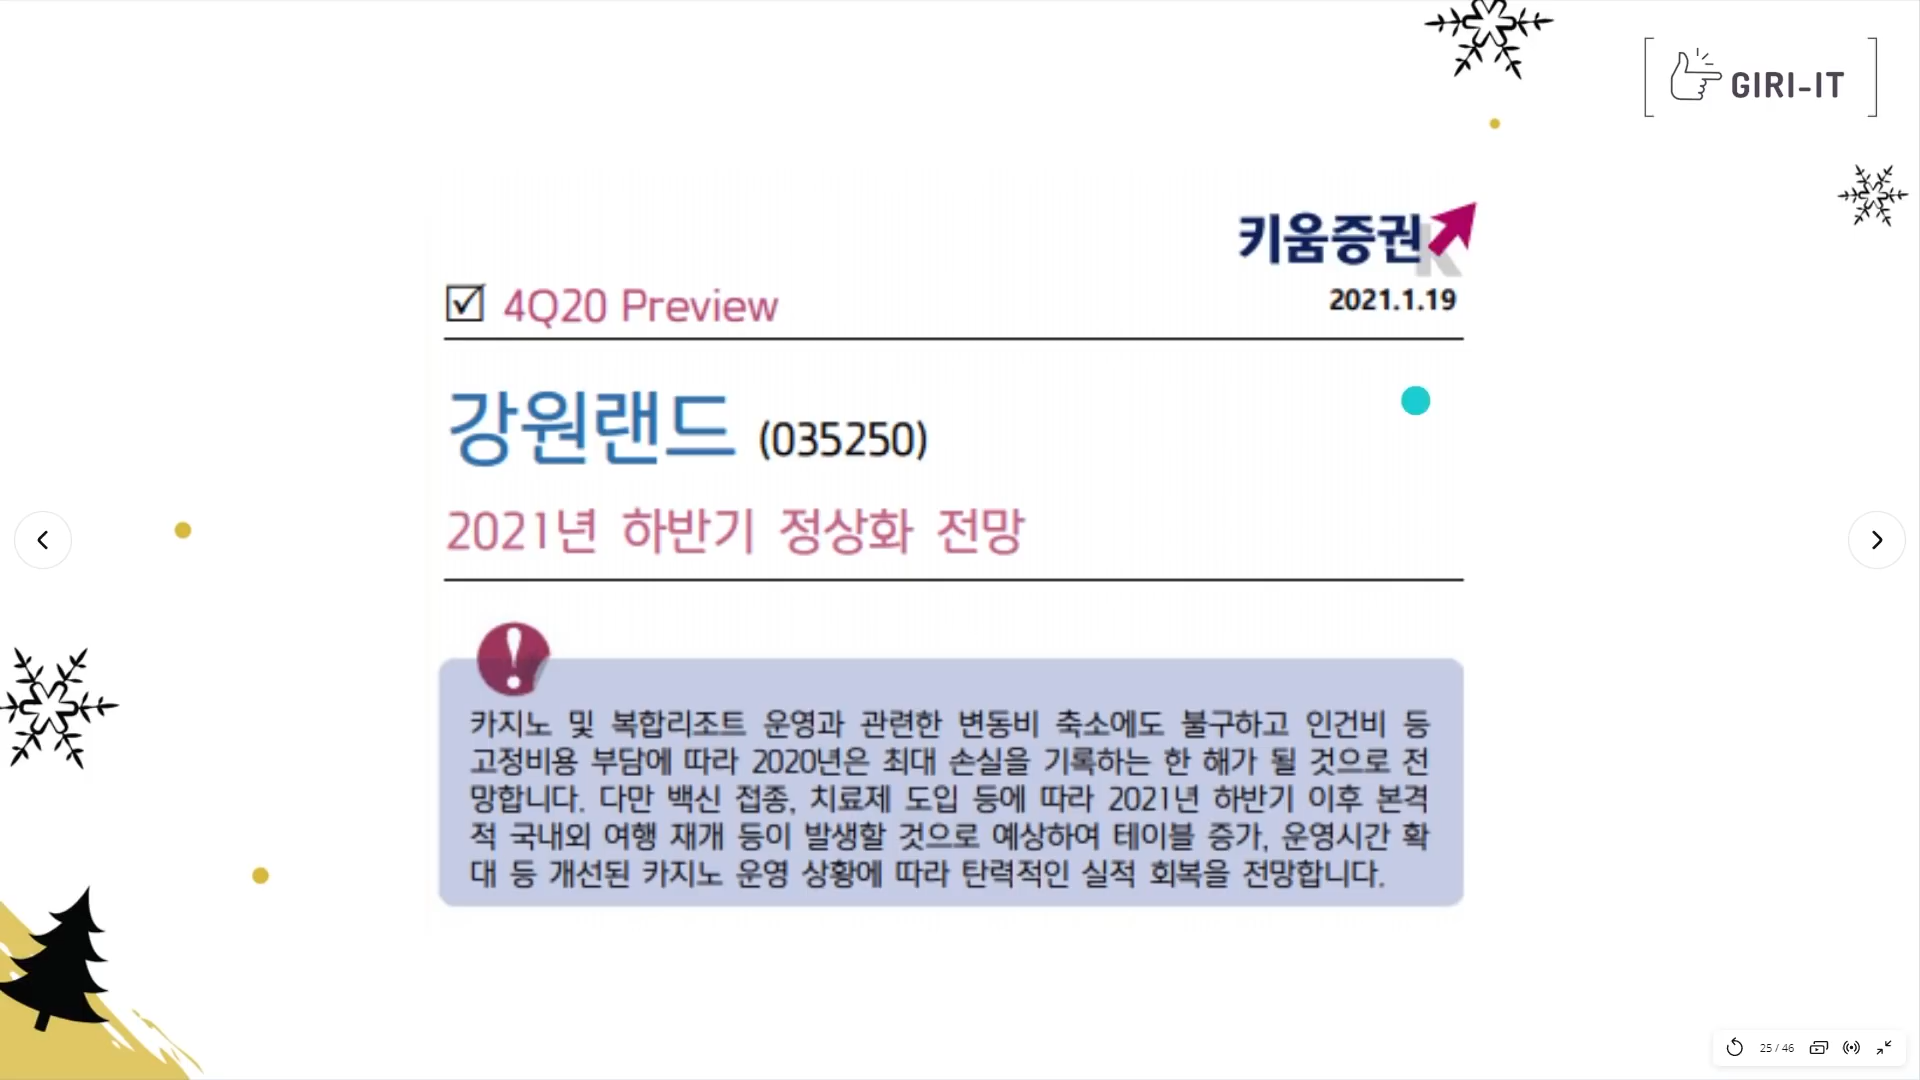 GIRI-IT
키움증권
4Q20 Preview
2021.1.19
강원랜드 (035250)
2021년 하반기 정상화 전망
카지노 및 복합리조트 운영과 관련한 변동비 축소에도 불구하고 인건비 등
고정비용 부담에 따라 2020년은 최대 손실을 기록하는 한 해가 될 것으로 전
망합니다. 다만 백신 접종, 치료제 도입 등에 따라 2021년 하반기 이후 본격
적 국내외 여행 재개 등이 발생할 것으로 예상하여 테이블 증가, 운영시간 확
대 등 개선된 카지노 운영 상황에 따라 탄력적인 실적 회복을 전망합니다.
25 / 46